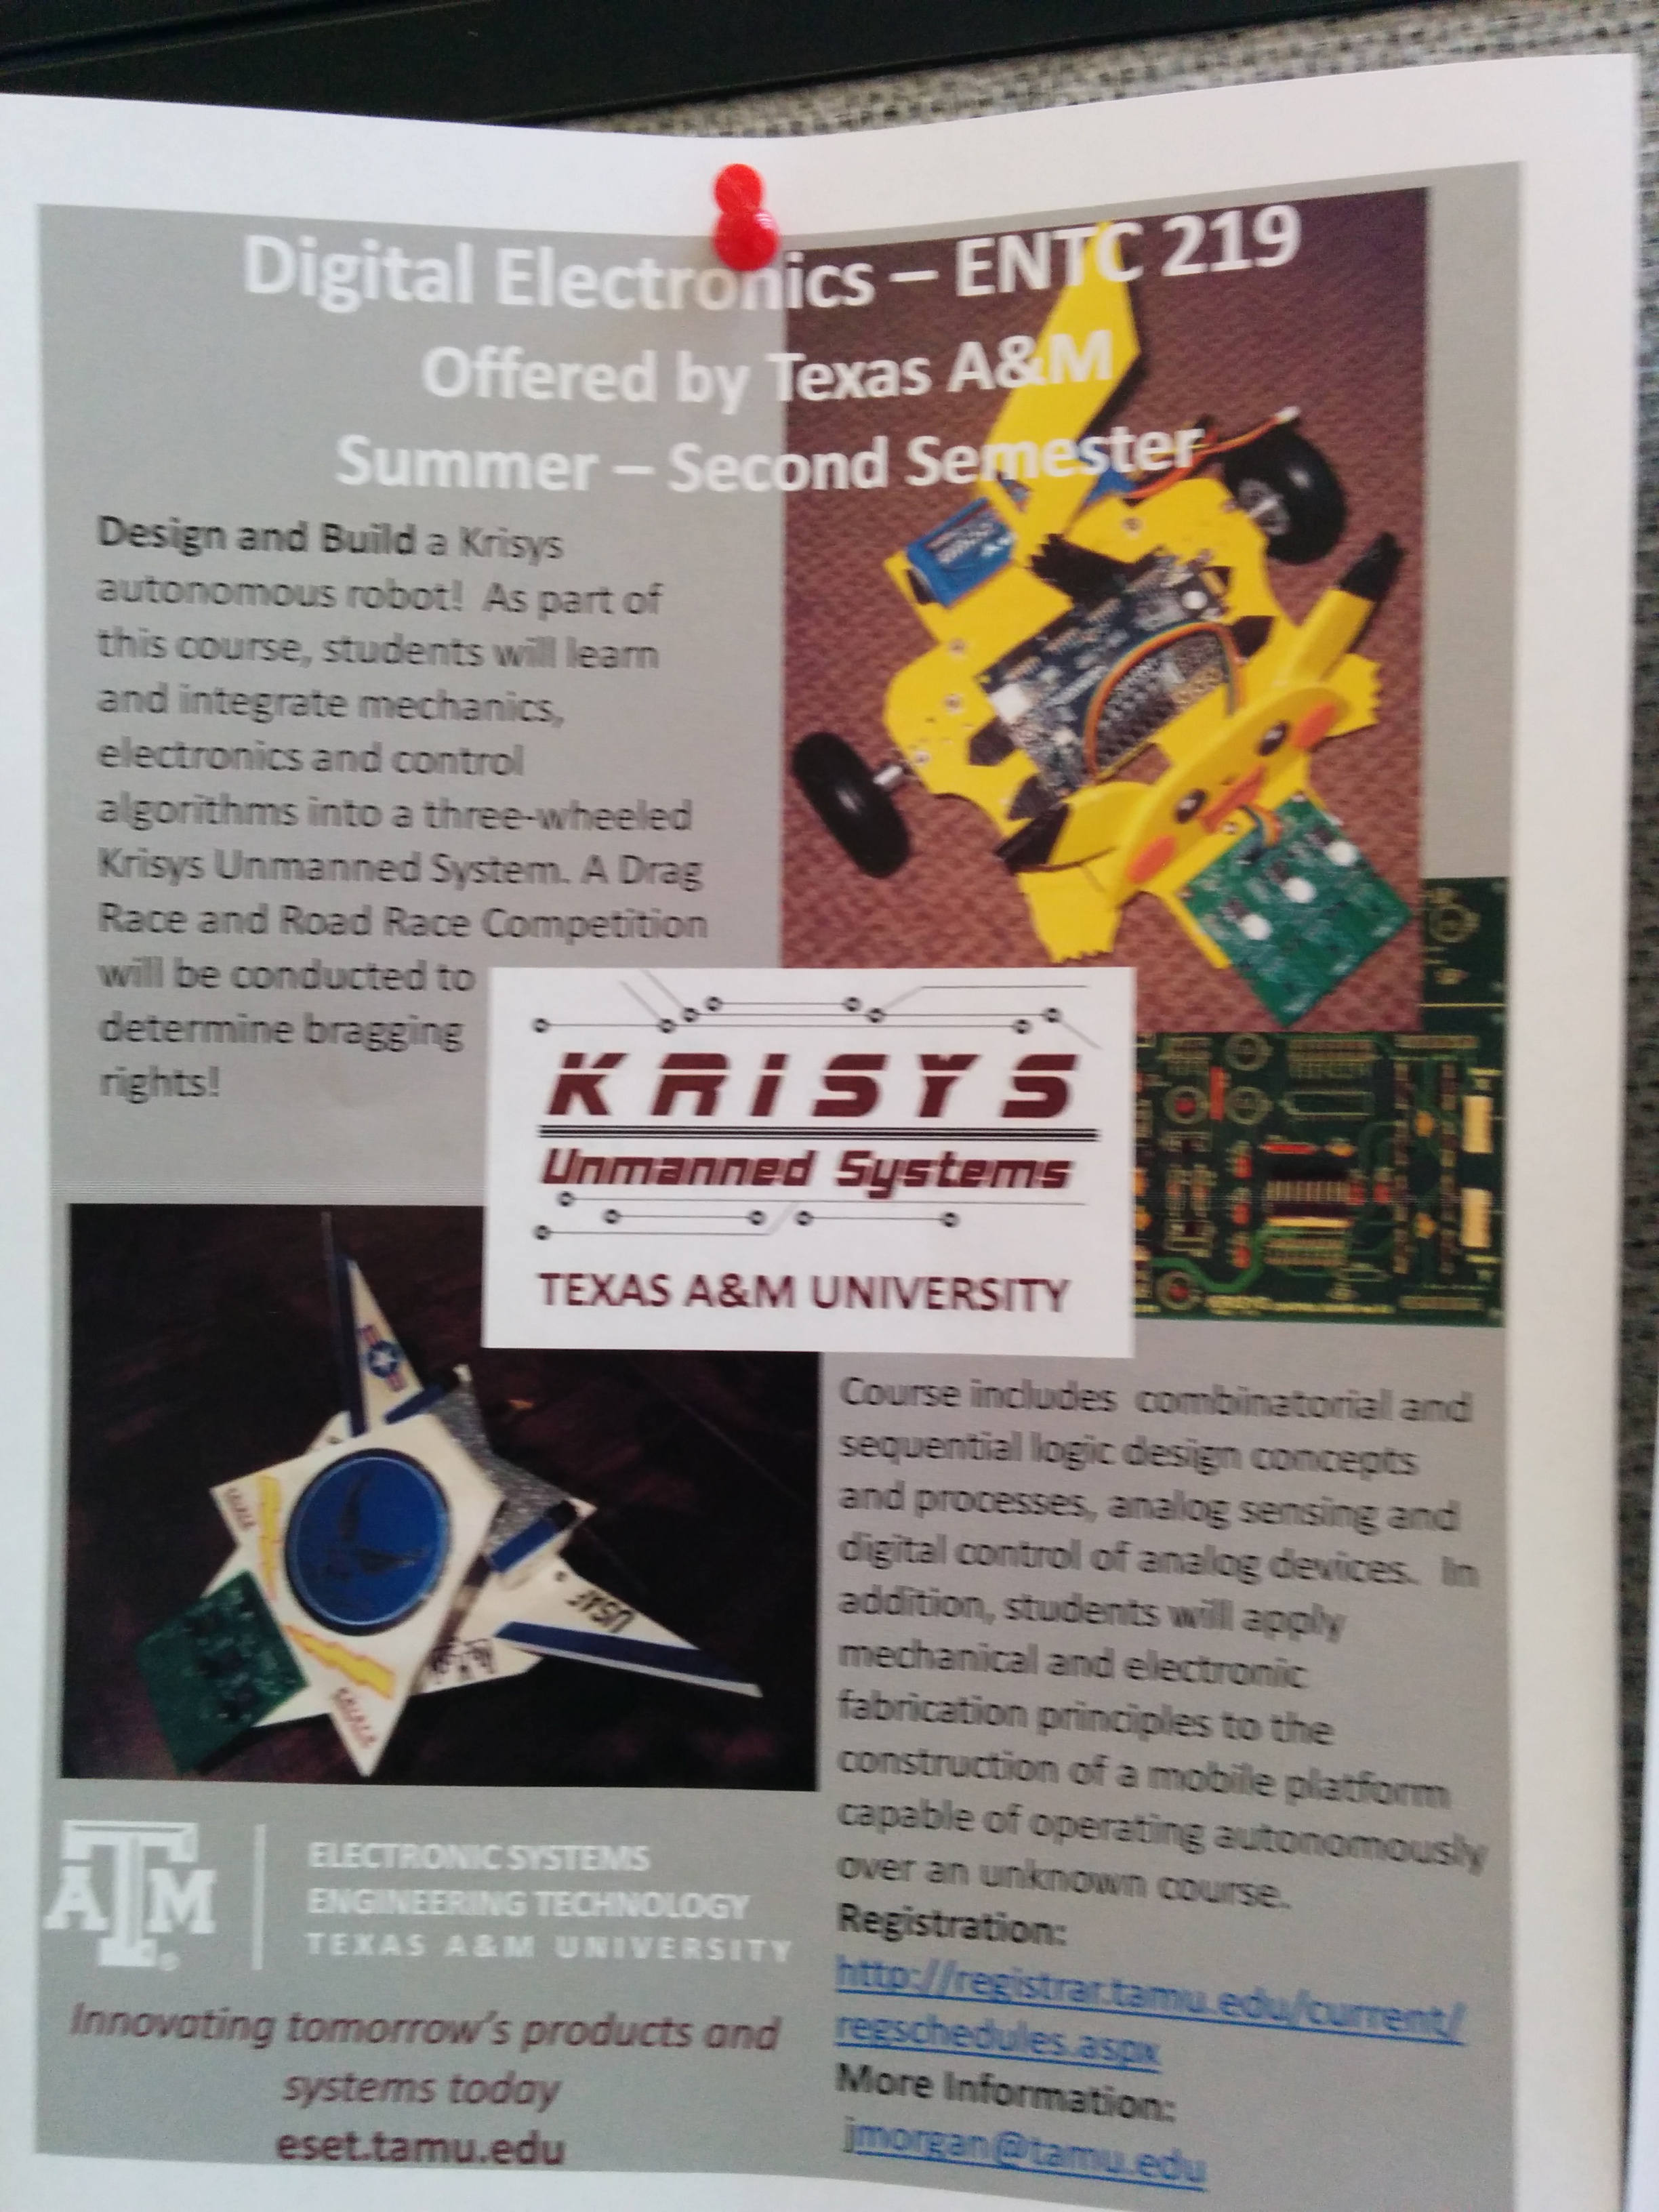 Digital Electronics – ENTC 219
Offered by Texas A&M
Summer – Second Semester
Design and Build a Krisys
autonomous robot!  As part of
this course, students will learn
and integrate mechanics,
electronics and control
algorithms into a three-wheeled
Krisys Unmanned System. A Drag
Race and Road Race Competition
will be conducted to
determine bragging
rights!
KRiSYS
Unmanned Systems
TEXAS A&M UNIVERSITY
USAF
Course includes  combinatorial and
sequential logic design concepts
and processes, analog sensing and
digital control of analog devices.  In
addition, students will apply
mechanical and electronic
fabrication principles to the
construction of a mobile platform
capable of operating autonomously
over an unknown course.
Registration:
http://registrar.tamu.edu/current/
regschedules.aspx
More Information:
jmorgan@tamu.edu
ATM
ELECTRONIC SYSTEMS
ENGINEERING TECHNOLOGY
TEXAS A&M UNIVERSITY
Innovating tomorrow's products and
systems today
eset.tamu.edu